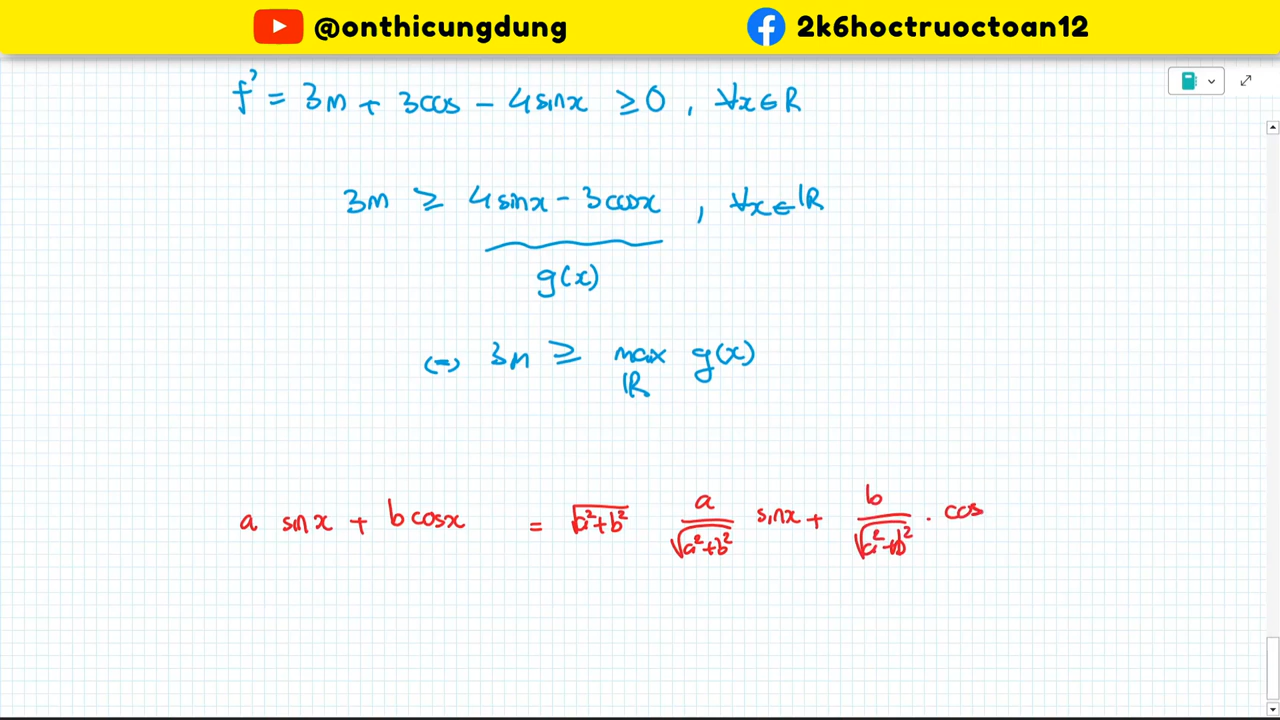 @onthicungdung 2k6hoctruoctoan12
f' = 3m + 3cos - 4sinx ≥ 0, ∀x ∈ R
3m ≥ 4sinx - 3cosx, ∀x ∈ ℝ
g(x)
⇔ 3m ≥ max g(x)
ℝ
a sinx + b cosx = √(a²+b²) a/√(a²+b²) sinx + b/√(a²+b²) . cos